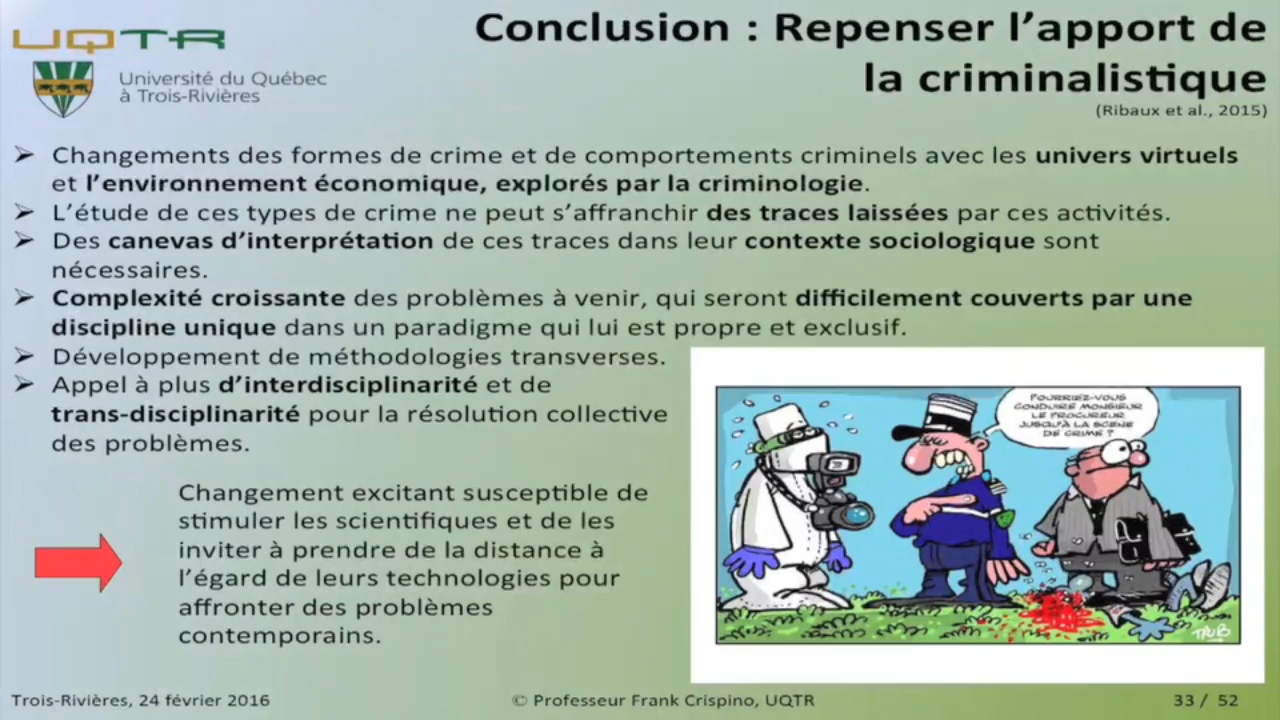 UQTR
Université du Québec
à Trois-Rivières
Conclusion : Repenser l’apport de
la criminalistique
(Ribaux et al., 2015)
➢ Changements des formes de crime et de comportements criminels avec les univers virtuels
et l’environnement économique, explorés par la criminologie.
➢ L’étude de ces types de crime ne peut s’affranchir des traces laissées par ces activités.
➢ Des canevas d’interprétation de ces traces dans leur contexte sociologique sont
nécessaires.
➢ Complexité croissante des problèmes à venir, qui seront difficilement couverts par une
discipline unique dans un paradigme qui lui est propre et exclusif.
➢ Développement de méthodologies transverses.
➢ Appel à plus d’interdisciplinarité et de
trans-disciplinarité pour la résolution collective
des problèmes.
Changement excitant susceptible de
stimuler les scientifiques et de les
inviter à prendre de la distance à
l’égard de leurs technologies pour
affronter des problèmes
contemporains.
POURRIEZ-VOUS
CONDUIRE MONSIEUR
LE PROCUREUR
JUSQU'À LA SCENE
DE CRIME ?
Trois-Rivières, 24 février 2016
© Professeur Frank Crispino, UQTR
33 / 52